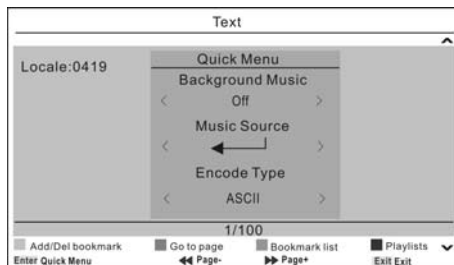 Text
Locale:0419
Quick Menu
Background Music
Off
Music Source
Encode Type
ASCII
1/100
Add/Del bookmark Go to page Bookmark list Playlists
Enter Quick Menu Page- Page+ Exit Exit